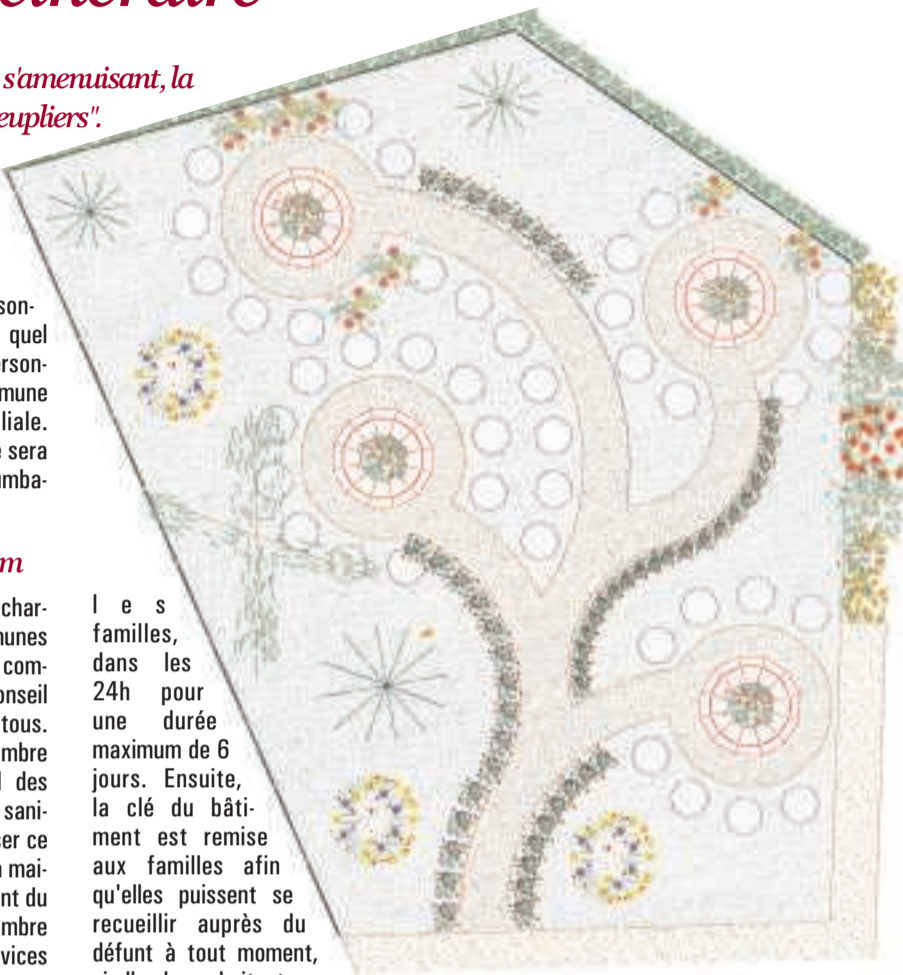 s'amenuisant, la
eupliers".
son-
quel
erson-
mune
liale.
e sera
umba-
m
char-
munes
com-
onseil
tous.
mbre
l des
sani-
ser ce
mai-
nt du
mbre
vices
l e s
familles,
dans les
24h pour
une durée
maximum de 6
jours. Ensuite,
la clé du bâti-
ment est remise
aux familles afin
qu'elles puissent se
recueillir auprès du
défunt à tout moment,